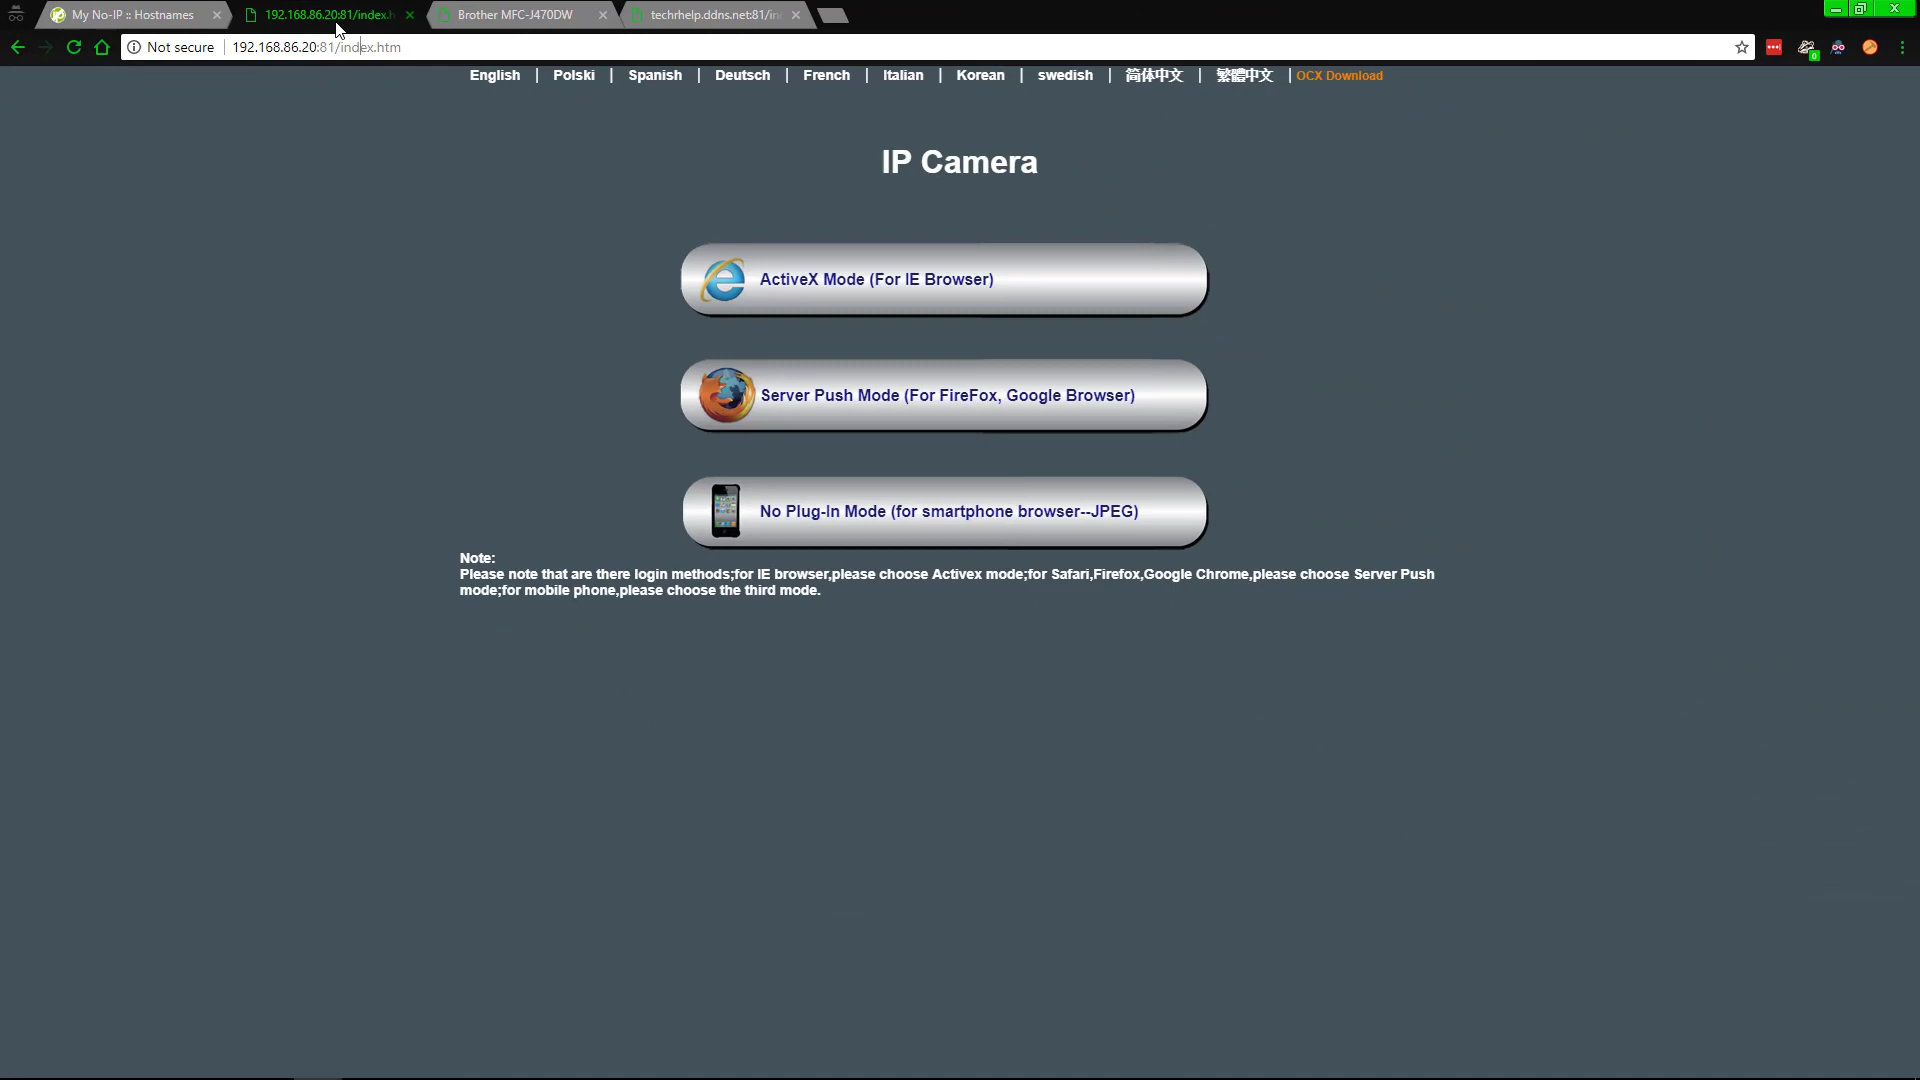 My No-IP :: Hostnames
192.168.86.20:81/index.h
Brother MFC-J470DW
techrhelp.ddns.net:81/in
Not secure | 192.168.86.20:81/index.htm
English | Polski | Spanish | Deutsch | French | Italian | Korean | swedish | 简体中文 | 繁體中文 | OCX Download
IP Camera
ActiveX Mode (For IE Browser)
Server Push Mode (For FireFox, Google Browser)
No Plug-In Mode (for smartphone browser--JPEG)
Note:
Please note that are there login methods;for IE browser,please choose Activex mode;for Safari,Firefox,Google Chrome,please choose Server Push
mode;for mobile phone,please choose the third mode.